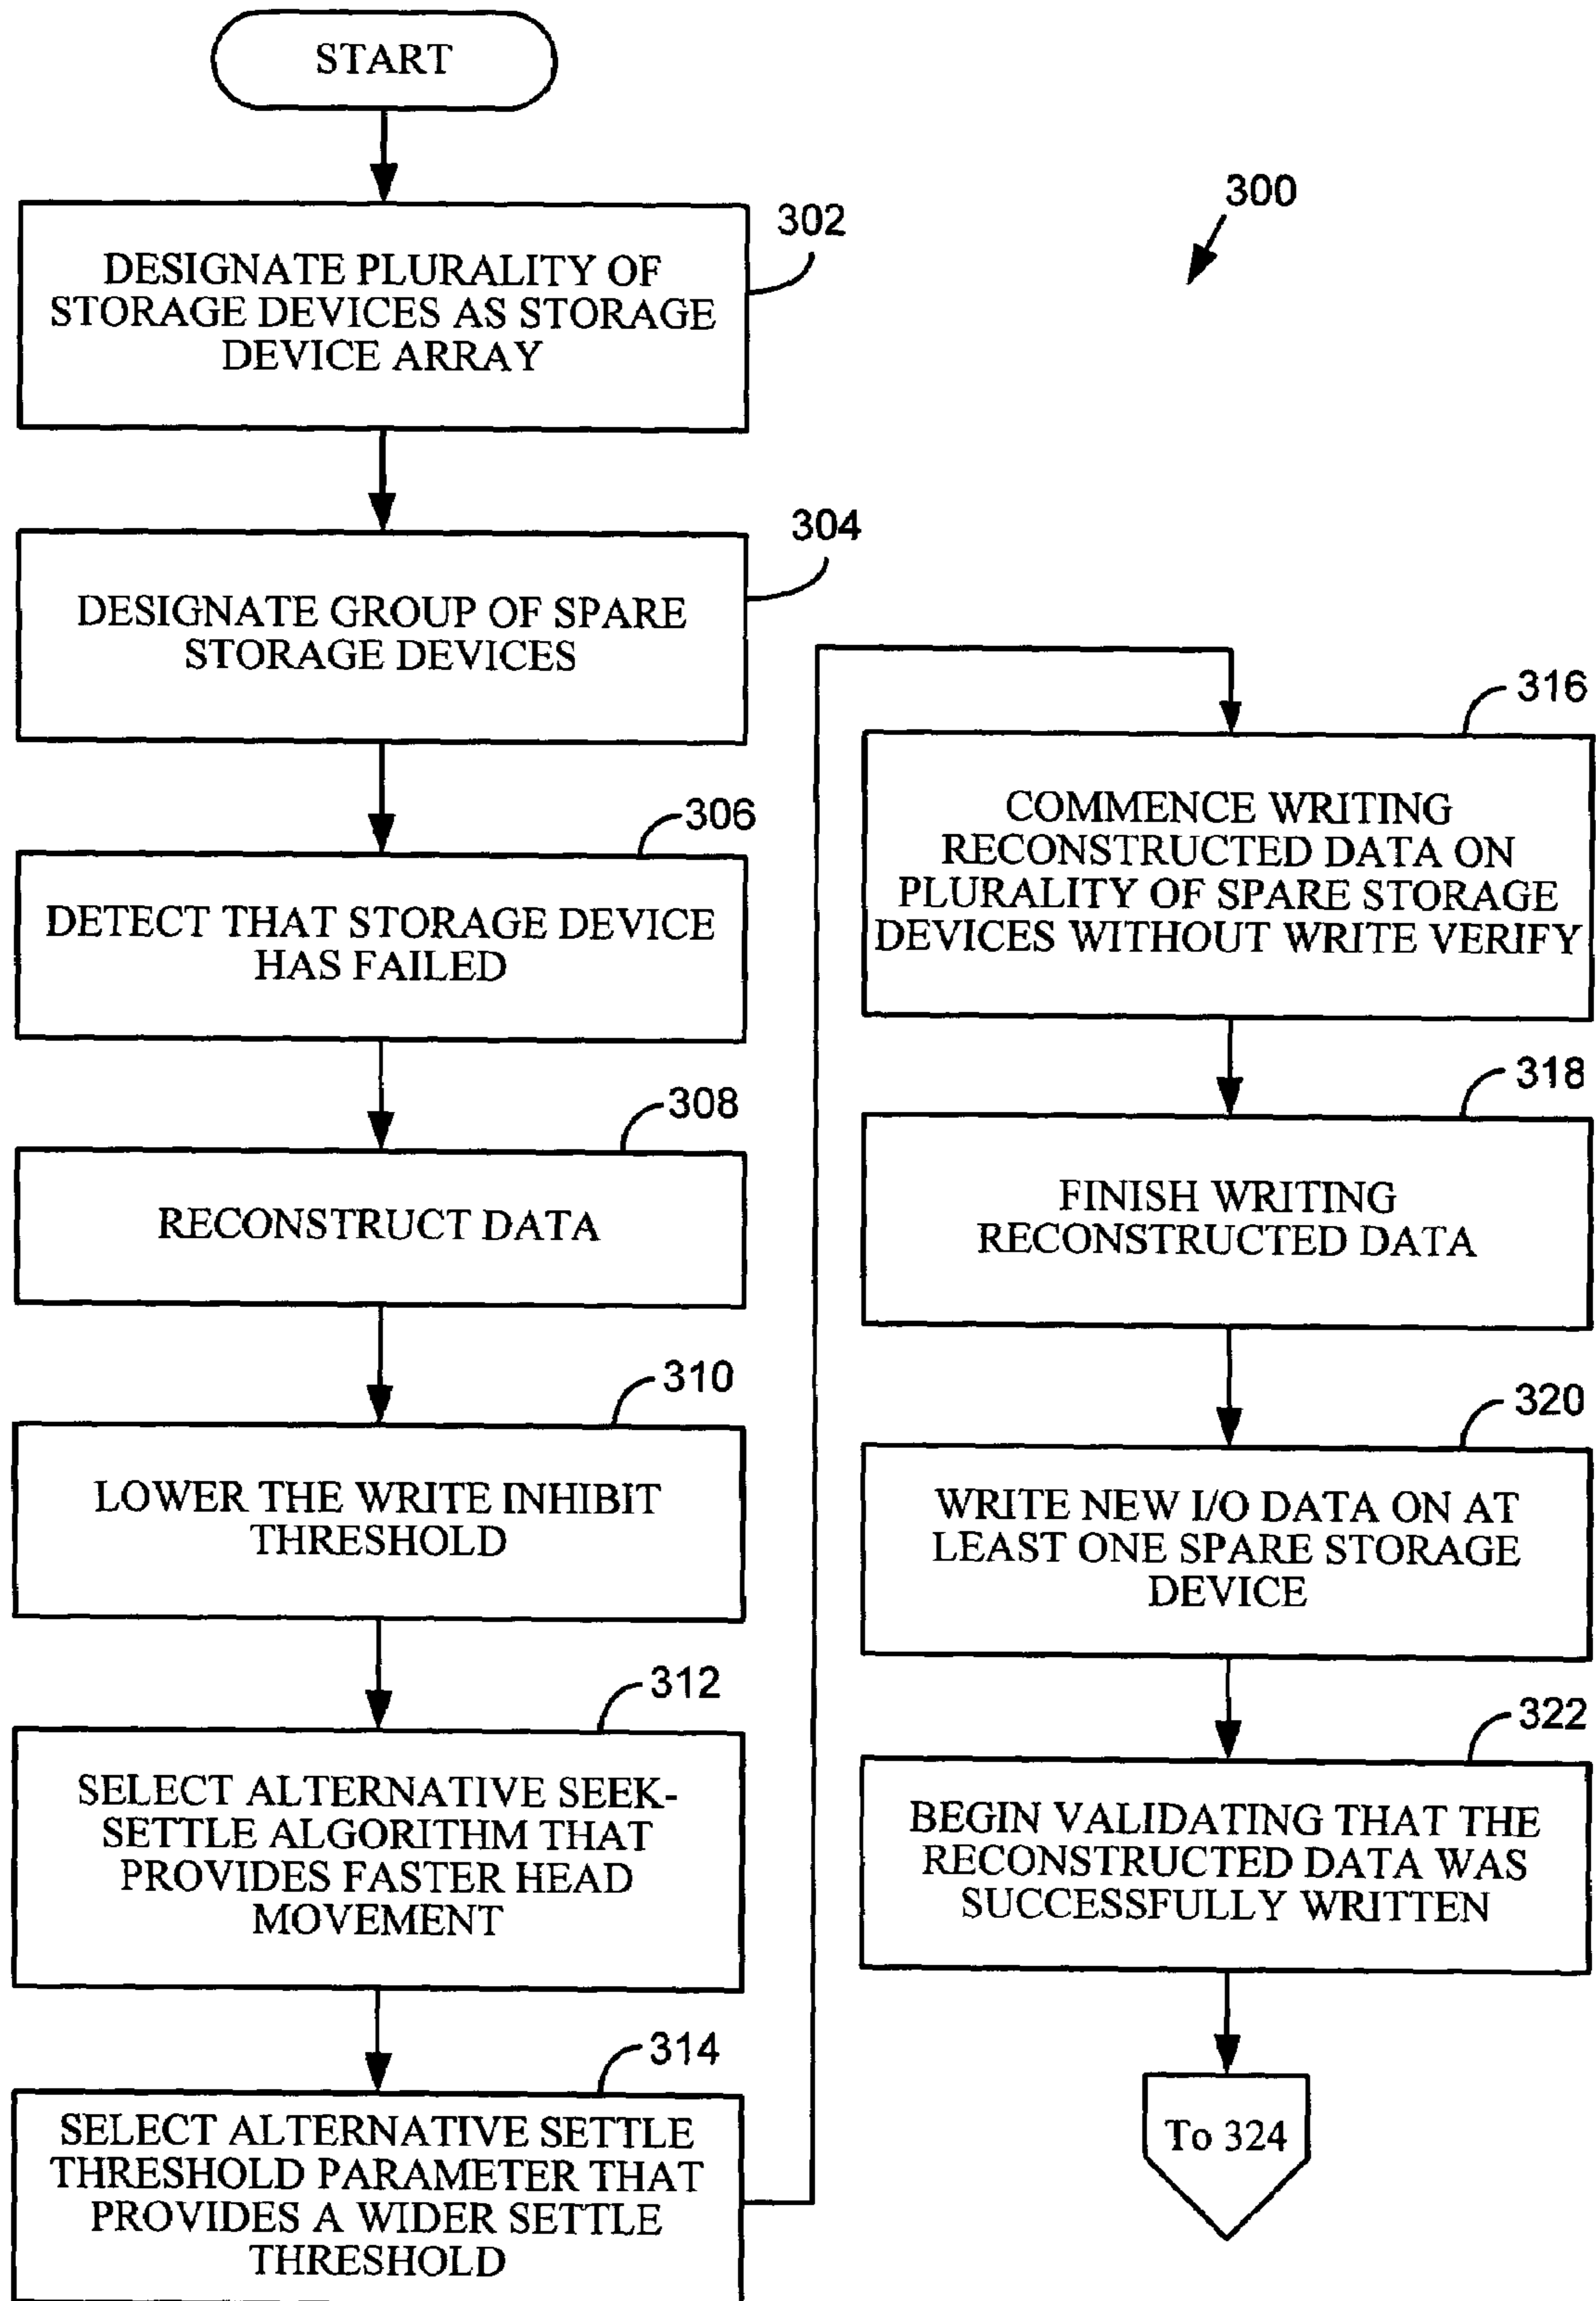 START
300
302
DESIGNATE PLURALITY OF
STORAGE DEVICES AS STORAGE
DEVICE ARRAY
304
DESIGNATE GROUP OF SPARE
STORAGE DEVICES
306
DETECT THAT STORAGE DEVICE
HAS FAILED
308
RECONSTRUCT DATA
310
LOWER THE WRITE INHIBIT
THRESHOLD
312
SELECT ALTERNATIVE SEEK-
SETTLE ALGORITHM THAT
PROVIDES FASTER HEAD
MOVEMENT
314
SELECT ALTERNATIVE SETTLE
THRESHOLD PARAMETER THAT
PROVIDES A WIDER SETTLE
THRESHOLD
316
COMMENCE WRITING
RECONSTRUCTED DATA ON
PLURALITY OF SPARE STORAGE
DEVICES WITHOUT WRITE VERIFY
318
FINISH WRITING
RECONSTRUCTED DATA
320
WRITE NEW I/O DATA ON AT
LEAST ONE SPARE STORAGE
DEVICE
322
BEGIN VALIDATING THAT THE
RECONSTRUCTED DATA WAS
SUCCESSFULLY WRITTEN
To 324